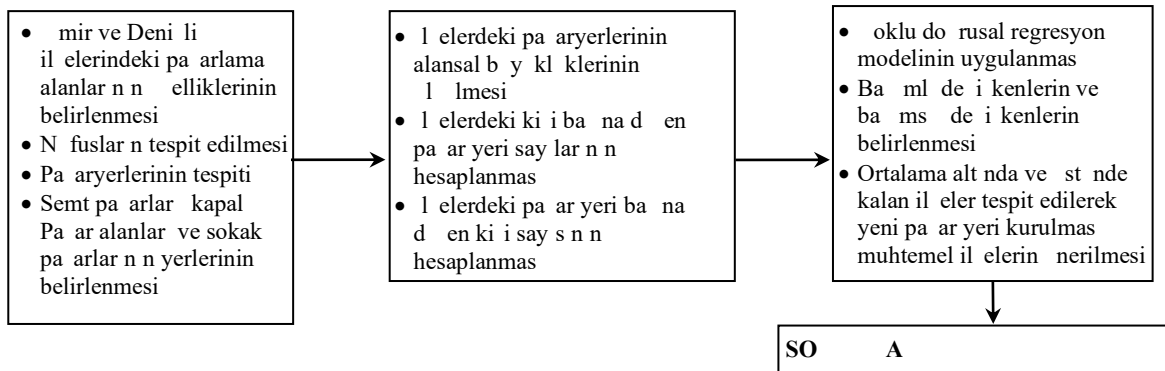 • mir ve Deni li
il elerindeki pa arlama
alanlar n n elliklerinin
belirlenmesi
• N fuslar n tespit edilmesi
• Pa aryerlerinin tespiti
• Semt pa arlar kapal
Pa ar alanlar ve sokak
pa arlar n n yerlerinin
belirlenmesi
• l elerdeki pa aryerlerinin
alansal b y kl klerinin
l lmesi
• l elerdeki ki i ba na d en
pa ar yeri say lar n n
hesaplanmas
• l elerdeki pa ar yeri ba na
d en ki i say s n n
hesaplanmas
• oklu do rusal regresyon
modelinin uygulanmas
• Ba ml de i kenlerin ve
ba ms de i kenlerin
belirlenmesi
• Ortalama alt nda ve st nde
kalan il eler tespit edilerek
yeni pa ar yeri kurulmas
muhtemel il elerin nerilmesi
SO A